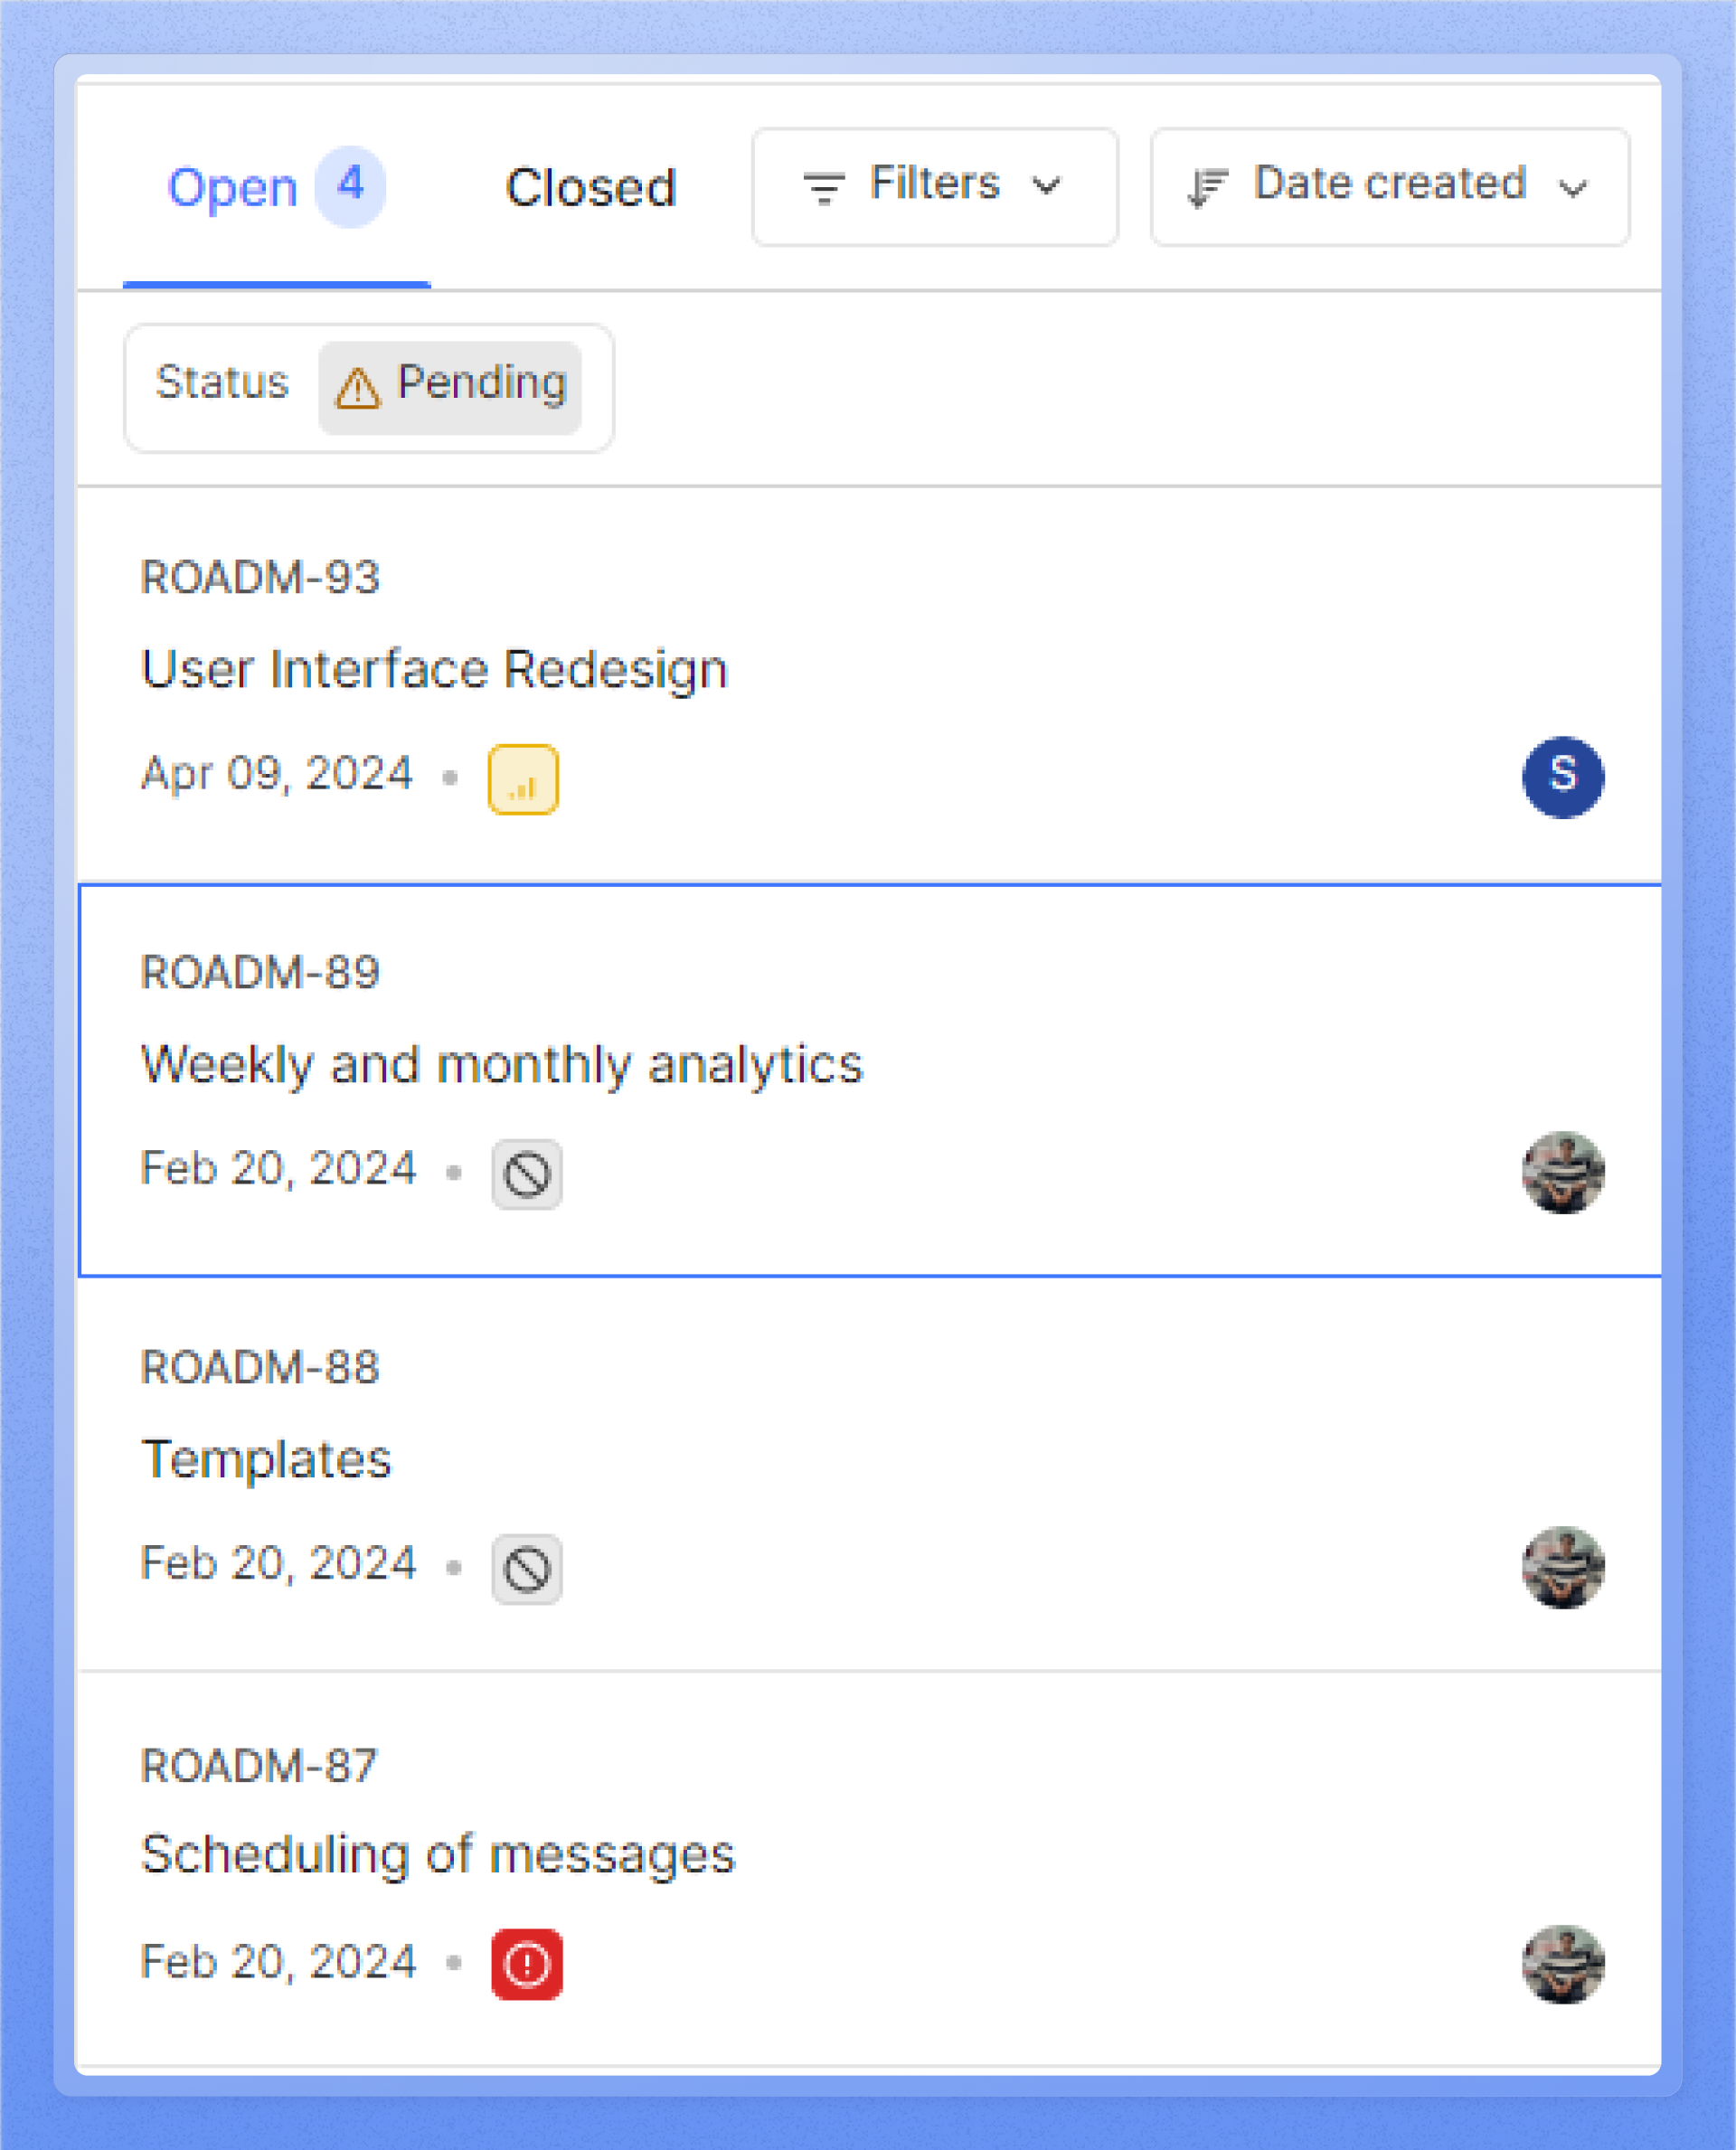 Open 4 Closed Filters Date created
Status Pending
ROADM-93
User Interface Redesign
Apr 09, 2024
S
ROADM-89
Weekly and monthly analytics
Feb 20, 2024
ROADM-88
Templates
Feb 20, 2024
ROADM-87
Scheduling of messages
Feb 20, 2024